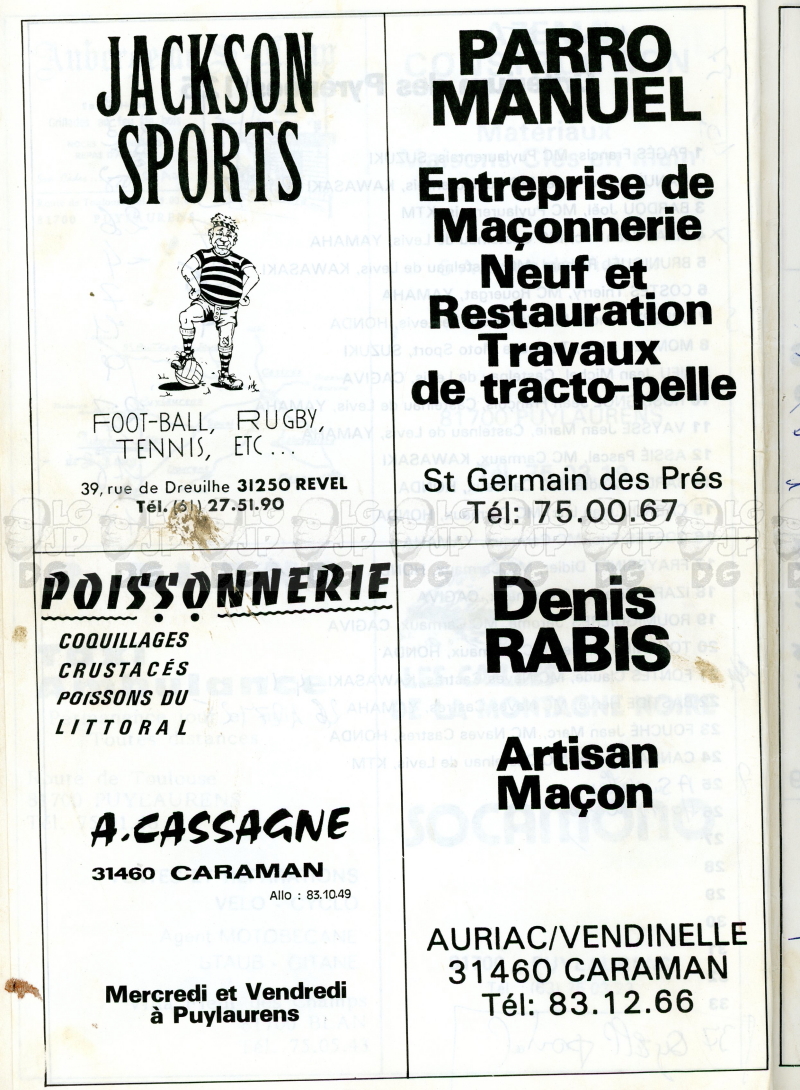 JACKSON
SPORTS
FOOT-BALL, RUGBY,
TENNIS, ETC...
39, rue de Dreuilhe 31250 REVEL
Tél. (61) 27.51.90
PARRO
MANUEL
Entreprise de
Maçonnerie
Neuf et
Restauration
Travaux
de tracto-pelle
St Germain des Prés
Tél: 75.00.67
POISSONNERIE
COQUILLAGES
CRUSTACÉS
POISSONS DU
LITTORAL
A.CASSAGNE
31460 CARAMAN
Allo : 83.10.49
Mercredi et Vendredi
à Puylaurens
Denis
RABIS
Artisan
Maçon
AURIAC/VENDINELLE
31460 CARAMAN
Tél: 83.12.66